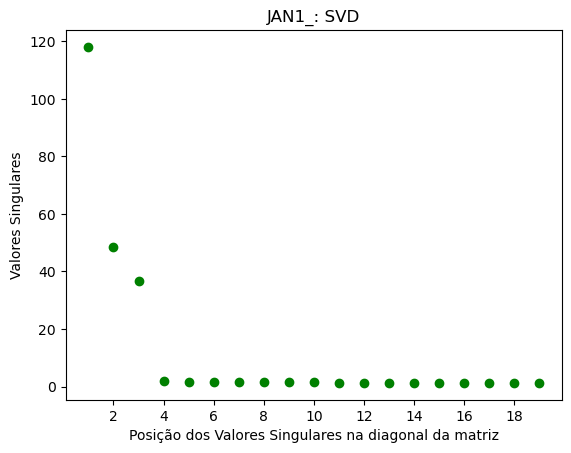 JAN1_: SVD
120
100
80
60
40
20
0
Valores Singulares
2 4 6 8 10 12 14 16 18
Posição dos Valores Singulares na diagonal da matriz